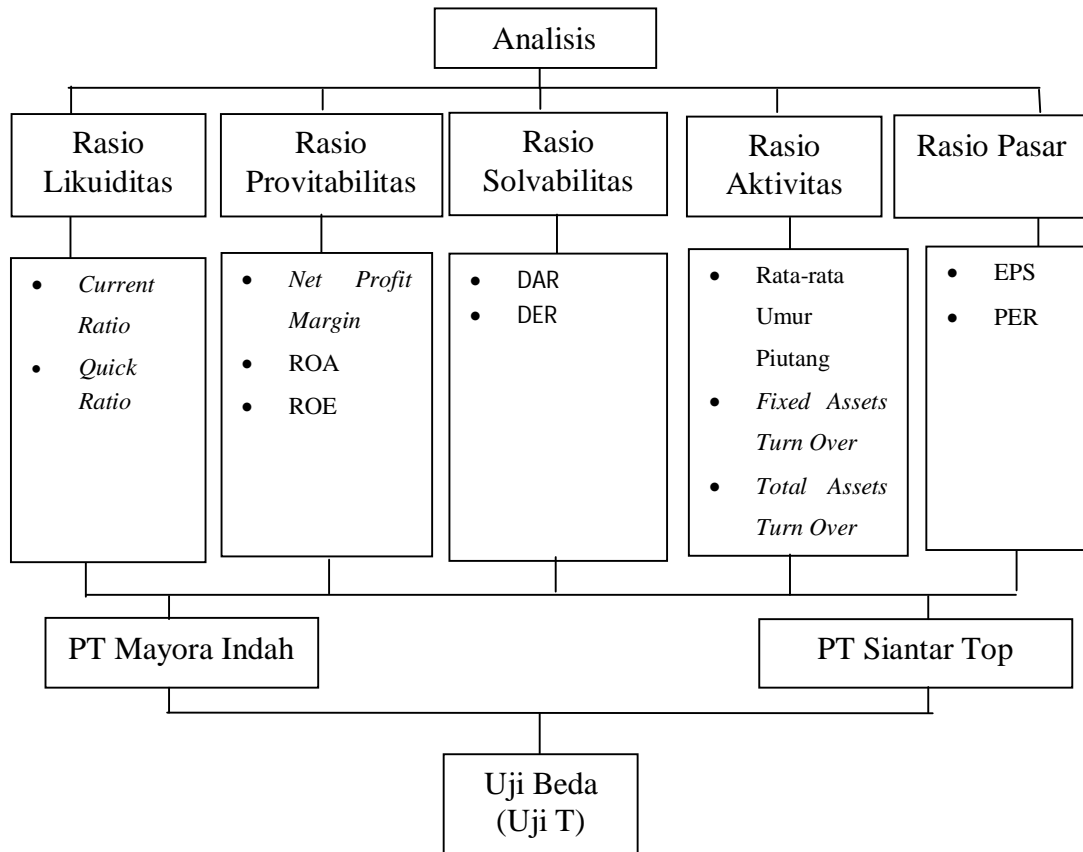 Analisis
Rasio
Likuiditas
Rasio
Provitabilitas
Rasio
Solvabilitas
Rasio
Aktivitas
Rasio Pasar
• Current
Ratio
• Quick
Ratio
• Net Profit
Margin
• ROA
• ROE
• DAR
• DER
• Rata-rata
Umur
Piutang
• Fixed Assets
Turn Over
• Total Assets
Turn Over
• EPS
• PER
PT Mayora Indah
PT Siantar Top
Uji Beda
(Uji T)